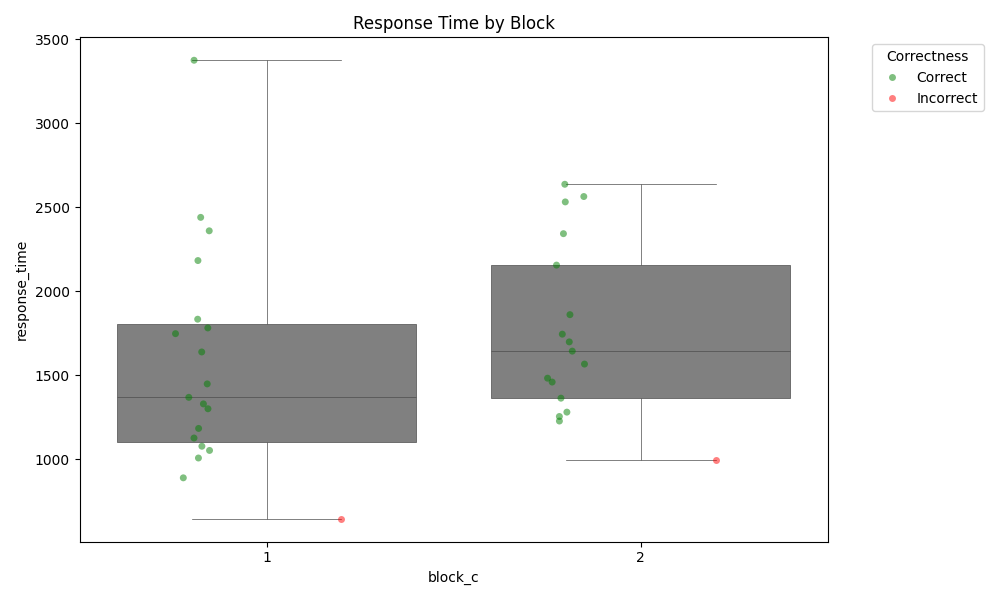 Response Time by Block
3500
3000
2500
2000
1500
1000
response_time
1
2
block_c
Correctness
Correct
Incorrect